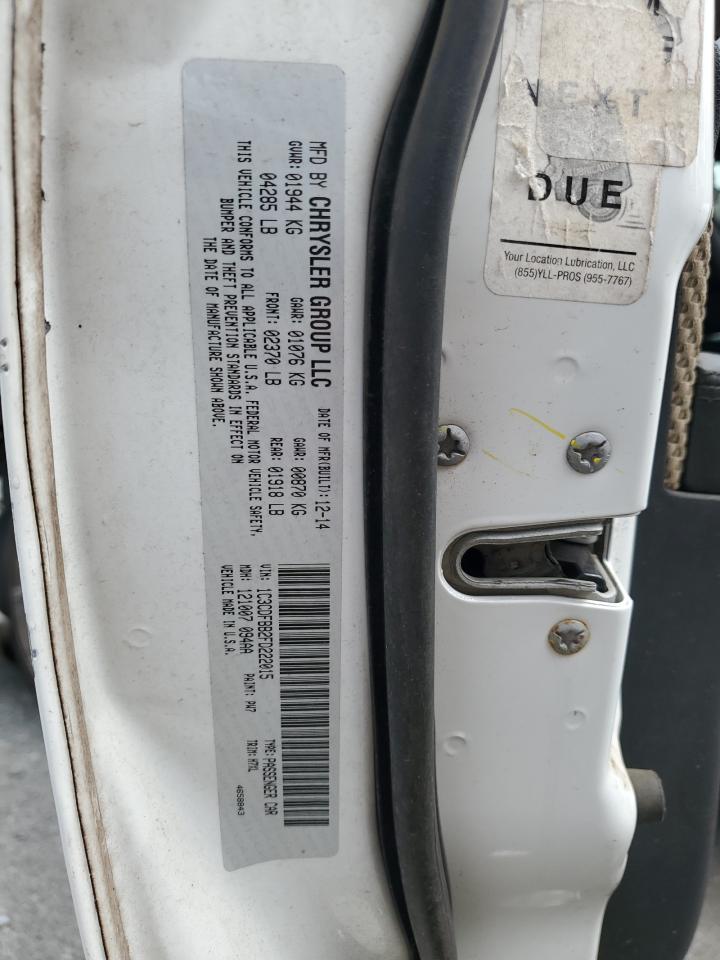 MFD BY CHRYSLER GROUP LLC
DATE OF MFR(BUILT):12-14
GVWR:01944 KG
GAWR:01076 KG
GAWR:00870 KG
04285 LB
FRONT:02370 LB
REAR:01918 LB
THIS VEHICLE CONFORMS TO ALL APPLICABLE U.S.A. FEDERAL MOTOR VEHICLE SAFETY,
BUMPER AND THEFT PREVENTION STANDARDS IN EFFECT ON
THE DATE OF MANUFACTURE SHOWN ABOVE.
VIN: 1C3CDFBB2FD222015
TYPE:PASSENGER CAR
MDH: 121007 094AA
PAINT: PW7
TRIM:
VEHICLE MADE IN U.S.A.
4658843
NEXT
DUE
Your Location Lubrication, LLC
(855)YLL-PROS (955-7767)